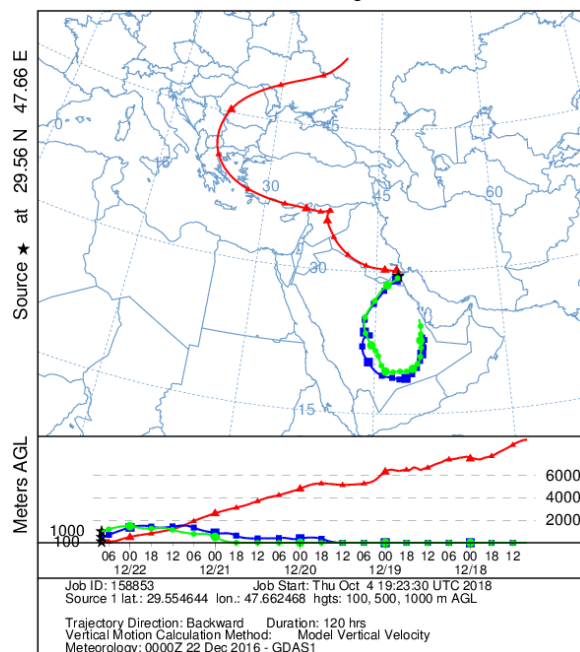 Source ★ at 29.56 N 47.66 E
0
15
30
45
45
60
30
15
Meters AGL
6000
4000
2000
1000
100
06 00 18 12 06 00 18 12 06 00 18 12 06 00 18 12 06 00 18 12
12/22 12/21 12/20 12/19 12/18
Job ID: 158853 Job Start: Thu Oct 4 19:23:30 UTC 2018
Source 1 lat.: 29.554644 lon.: 47.662468 hgts: 100, 500, 1000 m AGL
Trajectory Direction: Backward Duration: 120 hrs
Vertical Motion Calculation Method: Model Vertical Velocity
Meteorology: 0000Z 22 Dec 2016 - GDAS1